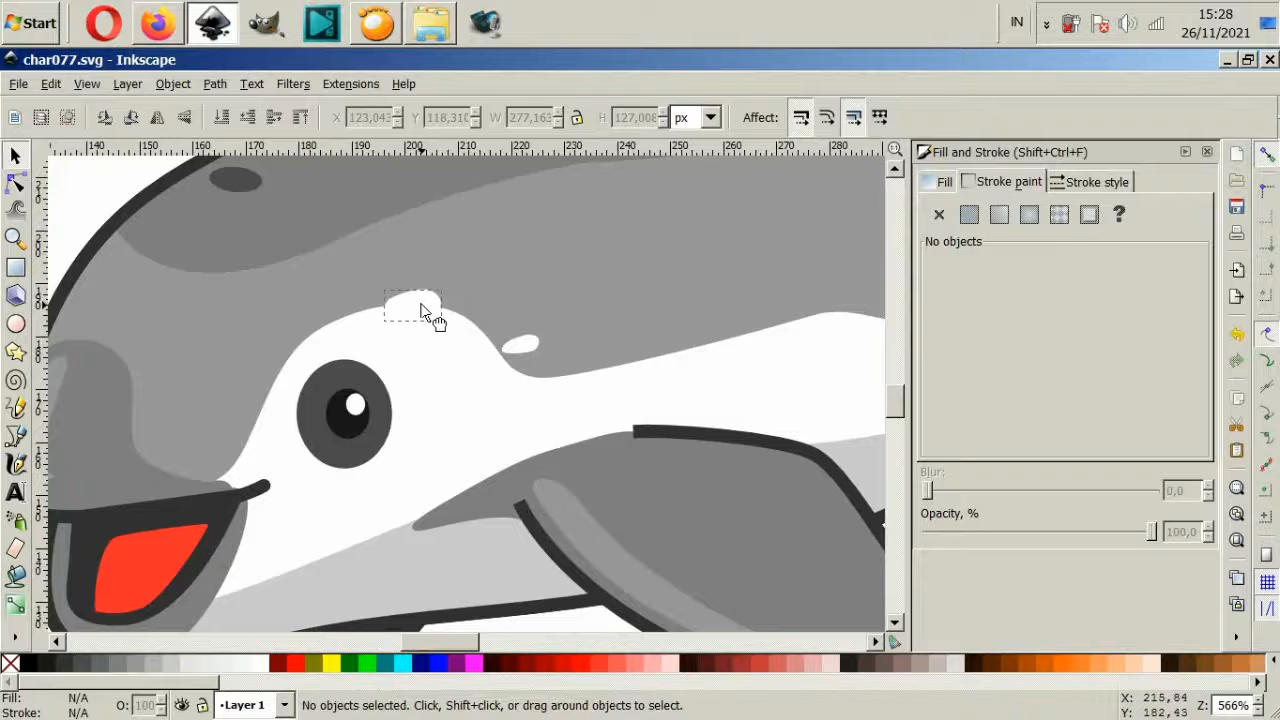 Start
IN
15:28
26/11/2021
char077.svg - Inkscape
File Edit View Layer Object Path Text Filters Extensions Help
X 123,043 Y 118,310 W 277,163 H 127,008 px Affect:
140 150 160 170 180 190 200 210 220 230 240 250 260 270 280
Fill and Stroke (Shift+Ctrl+F)
Fill Stroke paint Stroke style
?
No objects
Blur:
0,0
Opacity, %
100,0
A
Fill: N/A O: 100 Layer 1 No objects selected. Click, Shift+click, or drag around objects to select. X: 215,84 Z: 566%
Stroke: N/A Y: 182,43